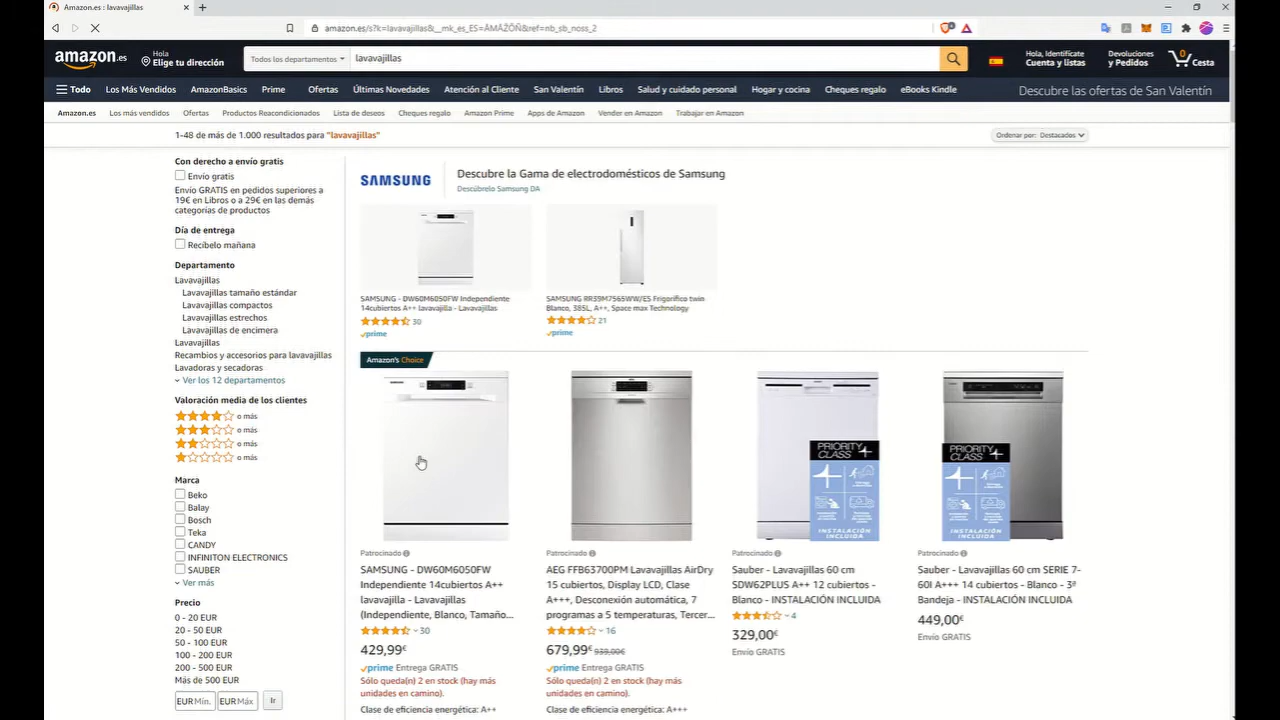 Amazon.es : lavavajillas
amazon.es/s?k=lavavajillas&__mk_es_ES=ÅMÅŽÕÑ&ref=nb_sb_noss_2
amazon.es
Hola
Elige tu dirección
Todos los departamentos
lavavajillas
Hola, Identifícate
Cuenta y listas
Devoluciones
y Pedidos
0
Cesta
Todo
Los Más Vendidos
AmazonBasics
Prime
Ofertas
Últimas Novedades
Atención al Cliente
San Valentín
Libros
Salud y cuidado personal
Hogar y cocina
Cheques regalo
eBooks Kindle
Descubre las ofertas de San Valentín
Amazon.es
Los más vendidos
Ofertas
Productos Reacondicionados
Lista de deseos
Cheques regalo
Amazon Prime
Apps de Amazon
Vender en Amazon
Trabajar en Amazon
1-48 de más de 1.000 resultados para "lavavajillas"
Ordenar por: Destacados
Con derecho a envío gratis
Envío gratis
Envío GRATIS en pedidos superiores a
19€ en Libros o a 29€ en las demás
categorías de productos
Día de entrega
Recíbelo mañana
Departamento
Lavavajillas
Lavavajillas tamaño estándar
Lavavajillas compactos
Lavavajillas estrechos
Lavavajillas de encimera
Lavavajillas
Recambios y accesorios para lavavajillas
Lavadoras y secadoras
Ver los 12 departamentos
Valoración media de los clientes
o más
o más
o más
o más
Marca
Beko
Balay
Bosch
Teka
CANDY
INFINITON ELECTRONICS
SAUBER
Ver más
Precio
0 - 20 EUR
20 - 50 EUR
50 - 100 EUR
100 - 200 EUR
200 - 500 EUR
Más de 500 EUR
EUR Mín.
EUR Máx
Ir
SAMSUNG
Descubre la Gama de electrodomésticos de Samsung
Descúbrelo Samsung DA
SAMSUNG - DW60M6050FW Independiente
14cubiertos A++ lavavajilla - Lavavajillas
30
prime
SAMSUNG RR39M7565WW/ES Frigorífico twin
Blanco, 385L, A++, Space max Technology
21
prime
Amazon's Choice
PRIORITY
CLASS
INSTALACIÓN
INCLUIDA
PRIORITY
CLASS
INSTALACIÓN
INCLUIDA
Patrocinado
SAMSUNG - DW60M6050FW
Independiente 14cubiertos A++
lavavajilla - Lavavajillas
(Independiente, Blanco, Tamaño...
30
429,99€
prime Entrega GRATIS
Sólo queda(n) 2 en stock (hay más
unidades en camino).
Clase de eficiencia energética: A++
Patrocinado
AEG FFB63700PM Lavavajillas AirDry
15 cubiertos, Display LCD, Clase
A+++, Desconexión automática, 7
programas a 5 temperaturas, Tercer...
16
679,99€ 939,00€
prime Entrega GRATIS
Sólo queda(n) 2 en stock (hay más
unidades en camino).
Clase de eficiencia energética: A+++
Patrocinado
Sauber - Lavavajillas 60 cm
SDW62PLUS A++ 12 cubiertos -
Blanco - INSTALACIÓN INCLUIDA
4
329,00€
Envío GRATIS
Patrocinado
Sauber - Lavavajillas 60 cm SERIE 7-
60I A+++ 14 cubiertos - Blanco - 3ª
Bandeja - INSTALACIÓN INCLUIDA
449,00€
Envío GRATIS